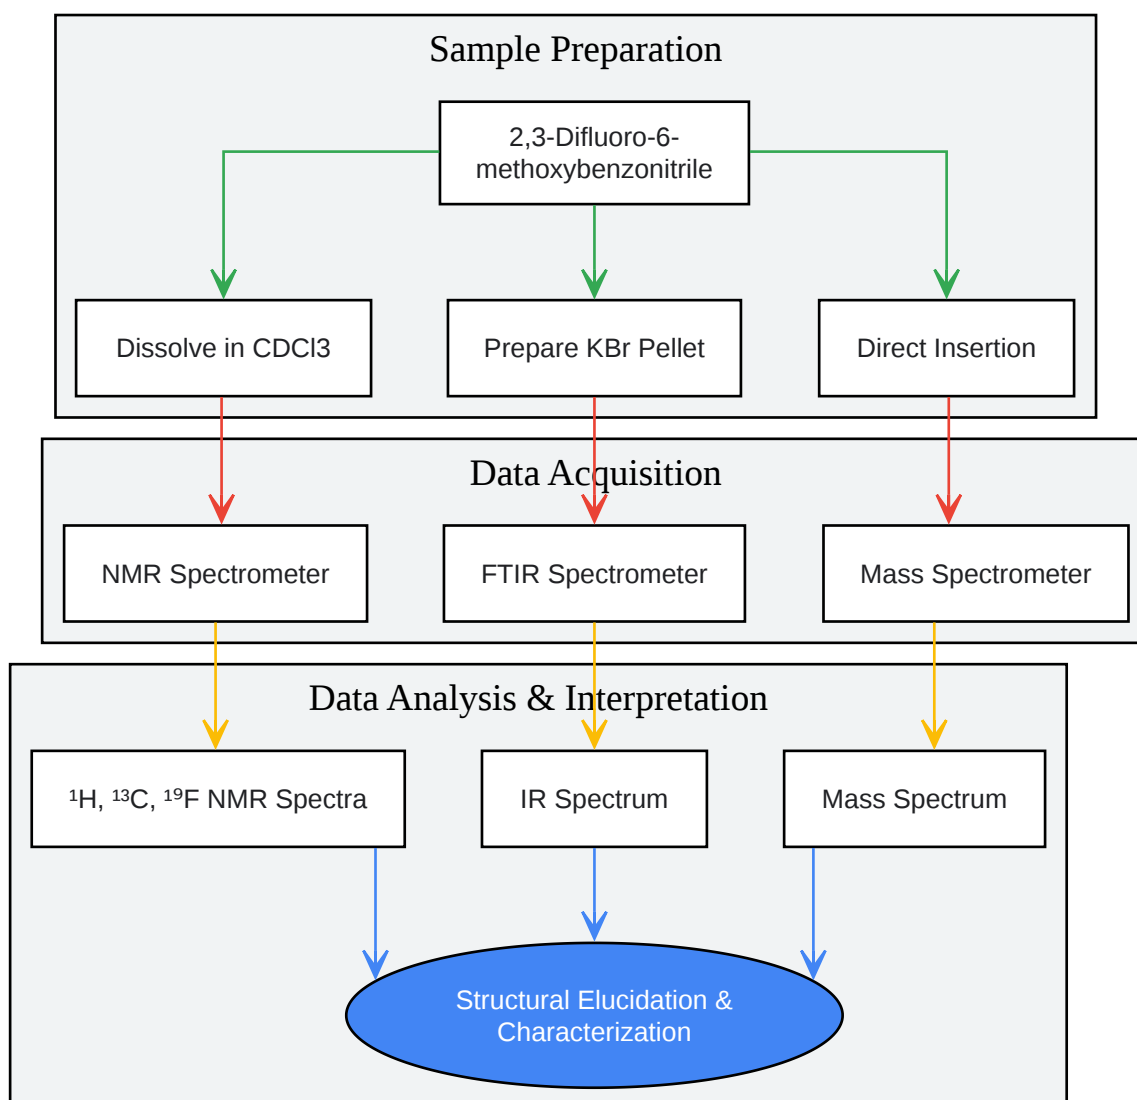 Sample Preparation
2,3-Difluoro-6-
methoxybenzonitrile
Dissolve in CDCl3
Prepare KBr Pellet
Direct Insertion
Data Acquisition
NMR Spectrometer
FTIR Spectrometer
Mass Spectrometer
Data Analysis & Interpretation
¹H, ¹³C, ¹⁹F NMR Spectra
IR Spectrum
Mass Spectrum
Structural Elucidation &
Characterization